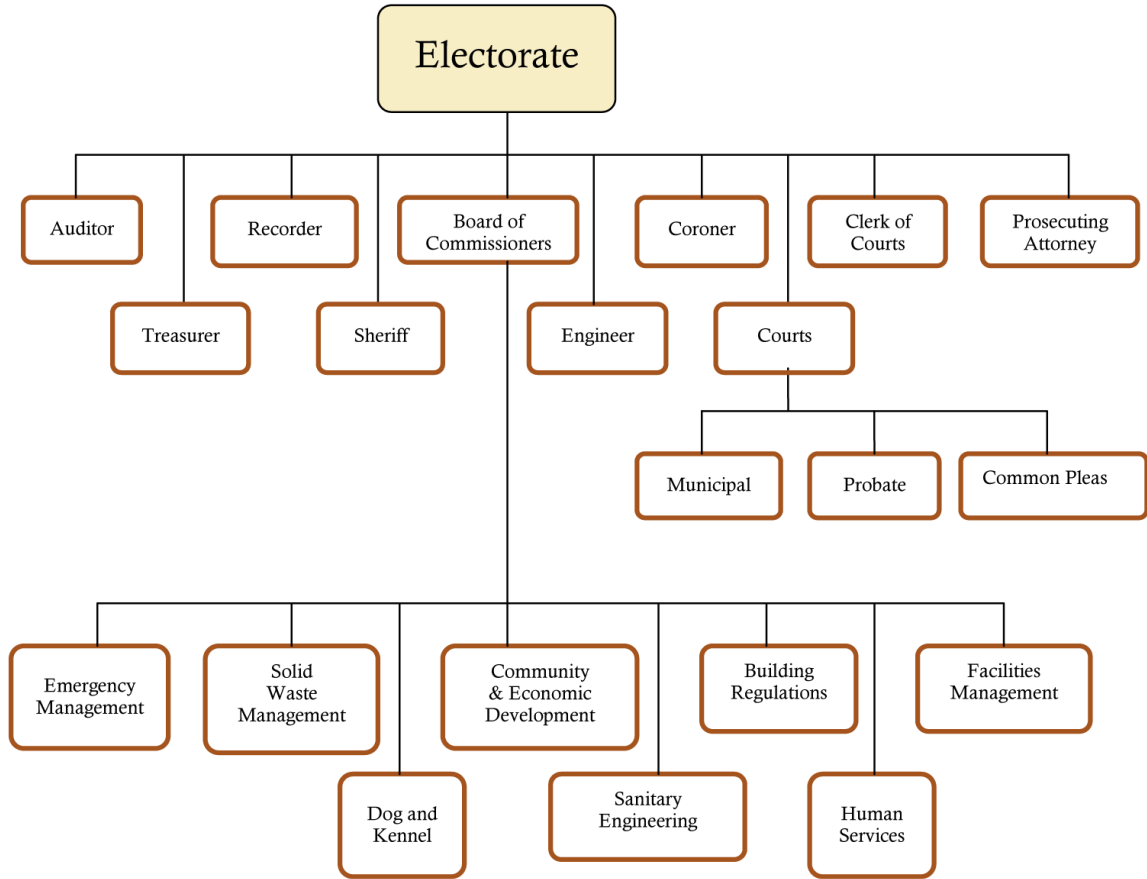 Electorate
Auditor
Recorder
Board of
Commissioners
Coroner
Clerk of
Courts
Prosecuting
Attorney
Treasurer
Sheriff
Engineer
Courts
Municipal
Probate
Common Pleas
Emergency
Management
Solid
Waste
Management
Community
& Economic
Development
Building
Regulations
Facilities
Management
Dog and
Kennel
Sanitary
Engineering
Human
Services